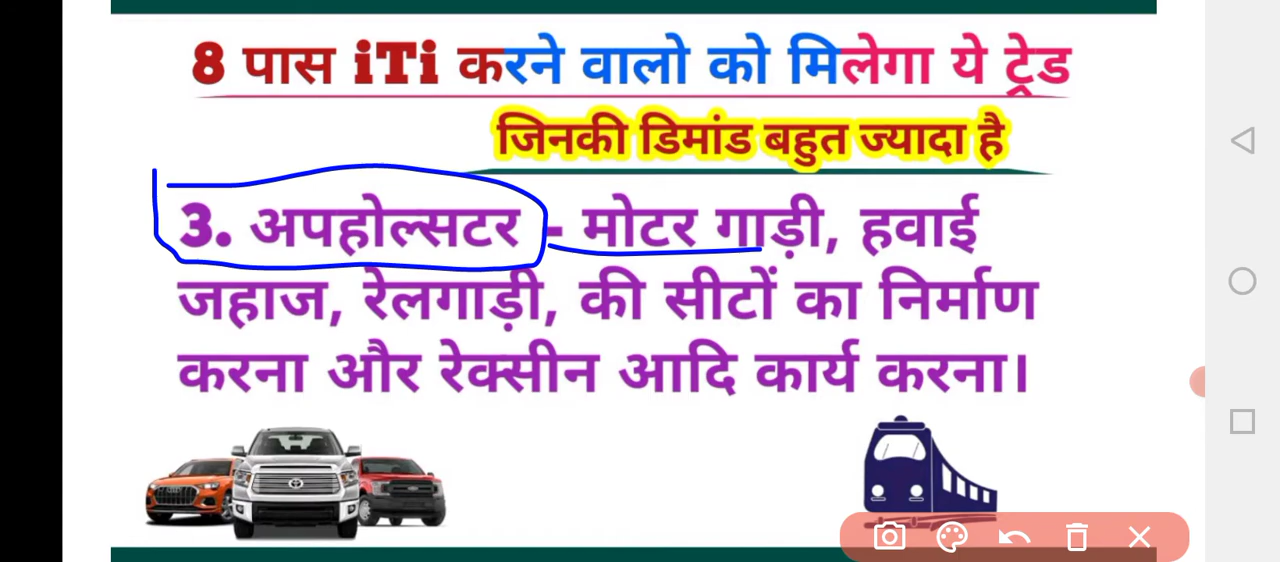 8 पास iTi करने वालो को मिलेगा ये ट्रेड
जिनकी डिमांड बहुत ज्यादा है
3. अपहोल्सटर - मोटर गाड़ी, हवाई
जहाज, रेलगाड़ी, की सीटों का निर्माण
करना और रेक्सीन आदि कार्य करना।